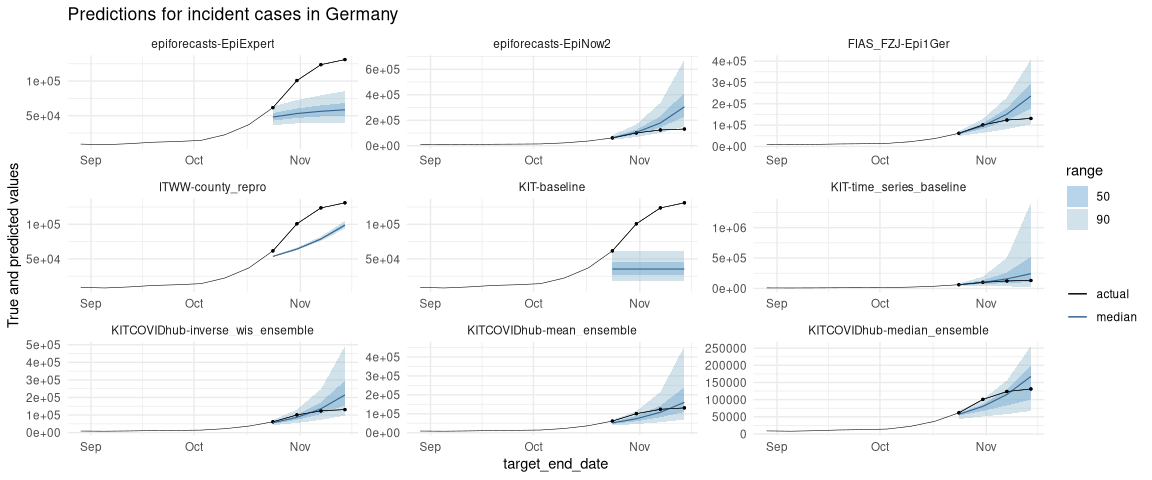 Predictions for incident cases in Germany
True and predicted values
epiforecasts-EpiExpert
1e+05
5e+04
Sep Oct Nov
epiforecasts-EpiNow2
6e+05
4e+05
2e+05
0e+00
Sep Oct Nov
FIAS_FZJ-Epi1Ger
4e+05
3e+05
2e+05
1e+05
0e+00
Sep Oct Nov
ITWW-county_repro
1e+05
5e+04
Sep Oct Nov
KIT-baseline
1e+05
5e+04
Sep Oct Nov
KIT-time_series_baseline
1e+06
5e+05
0e+00
Sep Oct Nov
KITCOVIDhub-inverse_wis_ensemble
5e+05
4e+05
3e+05
2e+05
1e+05
0e+00
Sep Oct Nov
KITCOVIDhub-mean_ensemble
4e+05
3e+05
2e+05
1e+05
0e+00
Sep Oct Nov
KITCOVIDhub-median_ensemble
250000
200000
150000
100000
50000
0
Sep Oct Nov
target_end_date
range
50
90
actual
median